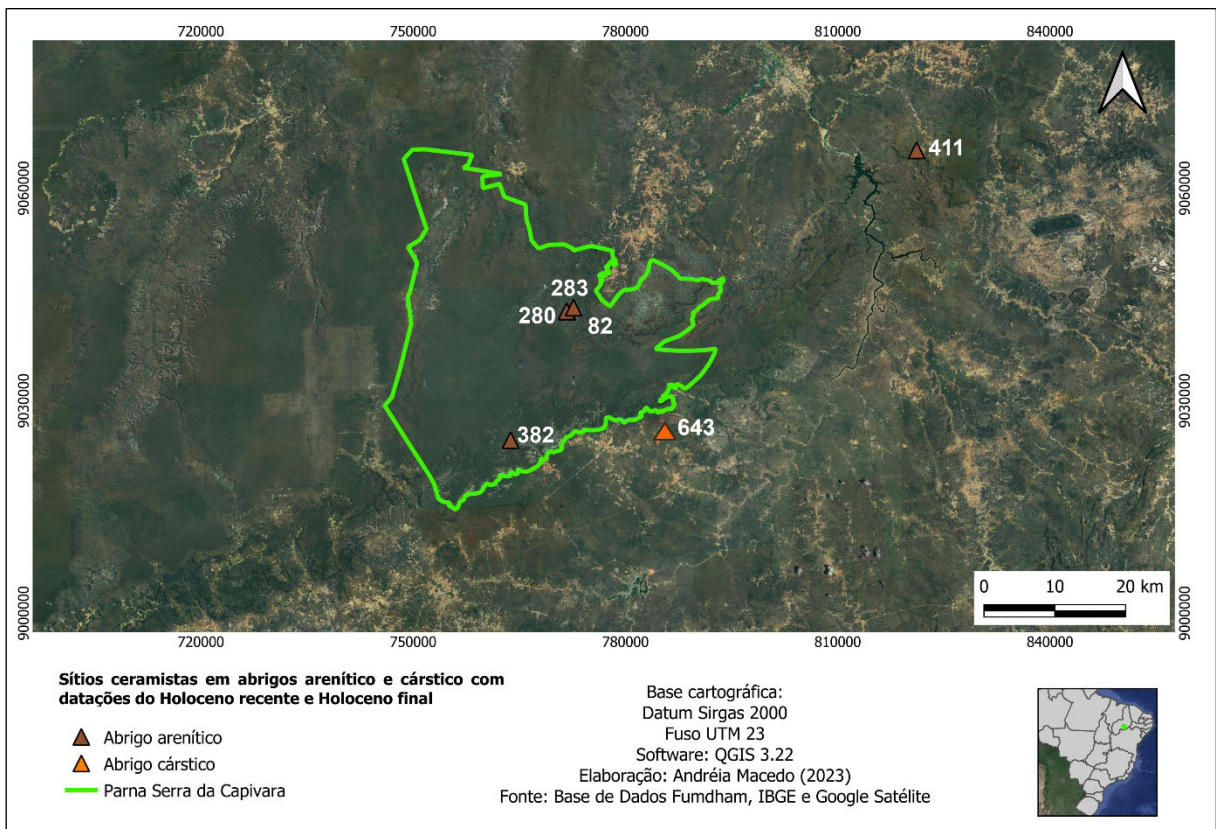 720000 750000 780000 810000 840000
9060000 9060000
411
283
280 82
9030000 9030000
382 643
0 10 20 km
9000000 9000000
720000 750000 780000 810000 840000
Sítios ceramistas em abrigos arenítico e cárstico com
datações do Holoceno recente e Holoceno final
Abrigo arenítico
Abrigo cárstico
Parna Serra da Capivara
Base cartográfica:
Datum Sirgas 2000
Fuso UTM 23
Software: QGIS 3.22
Elaboração: Andréia Macedo (2023)
Fonte: Base de Dados Fumdham, IBGE e Google Satélite